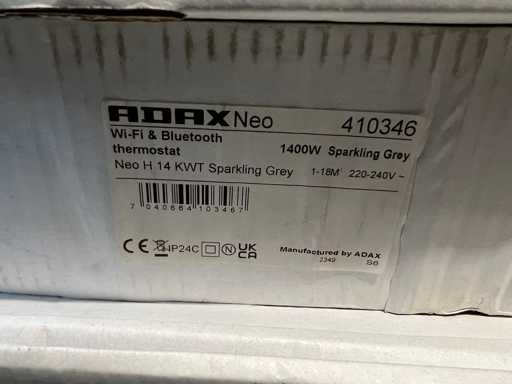 ADAX Neo 410346
Wi-Fi & Bluetooth
thermostat 1400W Sparkling Grey
Neo H 14 KWT Sparkling Grey 1-18M² 220-240V ~
7 040664 103467
CE IP24C N UK CA Manufactured by ADAX
2349 S6